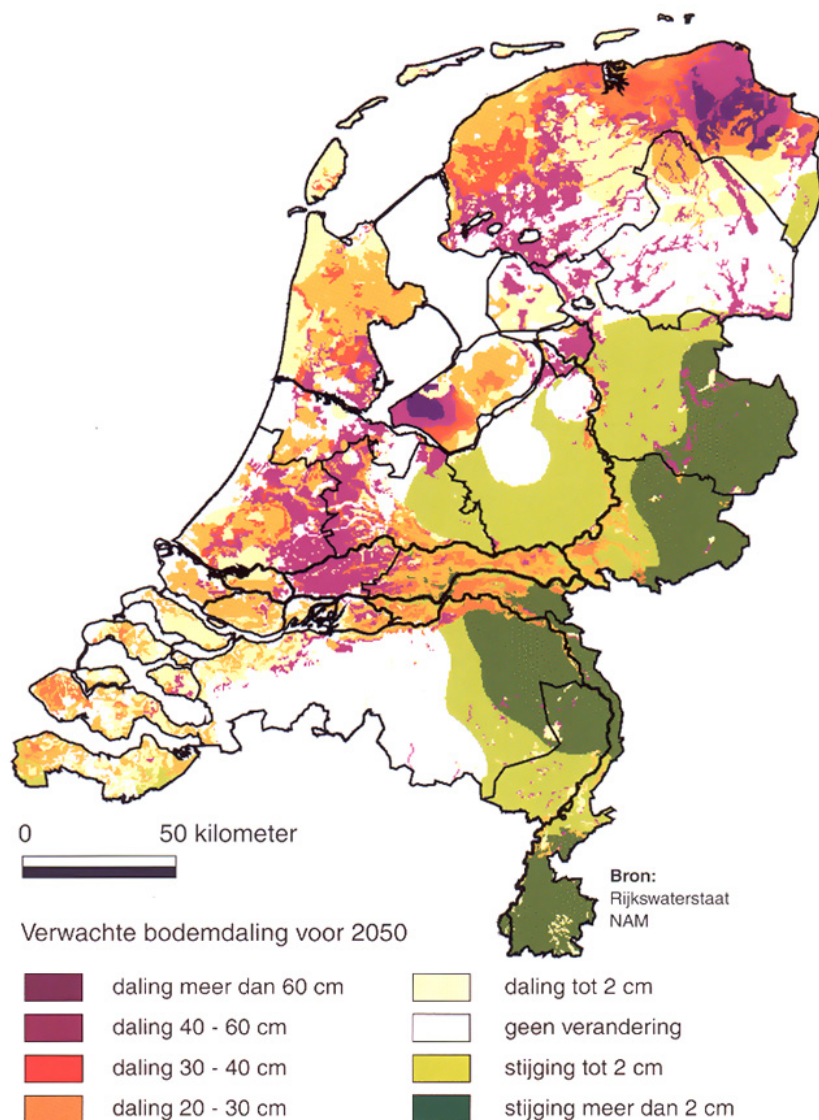 0 50 kilometer
Bron:
Rijkswaterstaat
NAM
Verwachte bodemdaling voor 2050
daling meer dan 60 cm
daling 40 - 60 cm
daling 30 - 40 cm
daling 20 - 30 cm
daling tot 2 cm
geen verandering
stijging tot 2 cm
stijging meer dan 2 cm